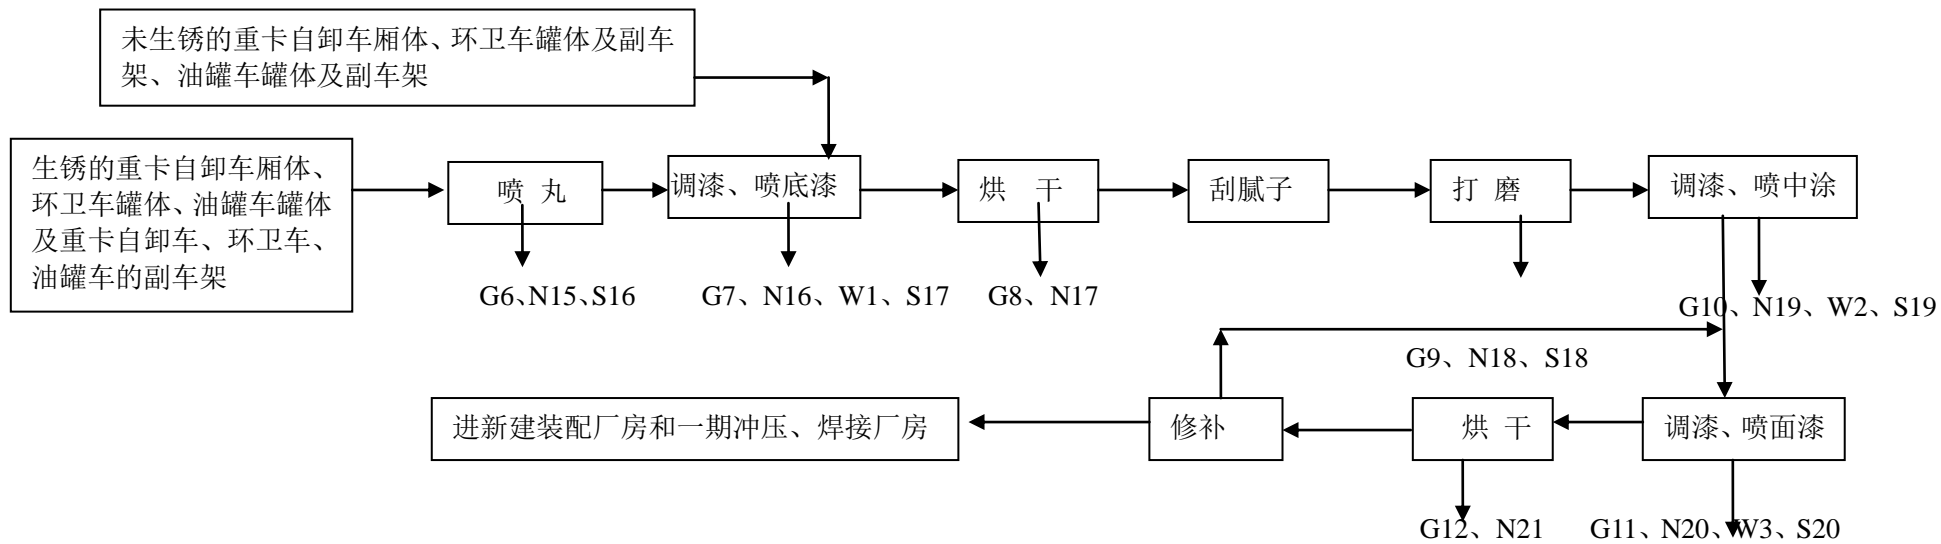 未生锈的重卡自卸车厢体、环卫车罐体及副车
架、油罐车罐体及副车架
生锈的重卡自卸车厢体、
环卫车罐体、油罐车罐体
及重卡自卸车、环卫车、
油罐车的副车架
喷 丸
调漆、喷底漆
烘 干
刮腻子
打 磨
调漆、喷中涂
G6、N15、S16
G7、N16、W1、S17
G8、N17
G10、N19、W2、S19
G9、N18、S18
进新建装配厂房和一期冲压、焊接厂房
修补
烘 干
调漆、喷面漆
G12、N21
G11、N20、W3、S20